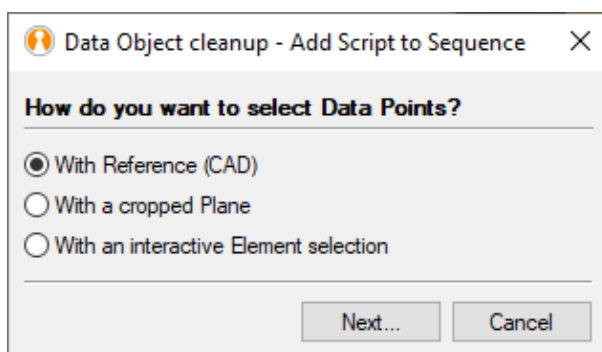 Data Object cleanup - Add Script to Sequence
How do you want to select Data Points?
With Reference (CAD)
With a cropped Plane
With an interactive Element selection
Next... Cancel